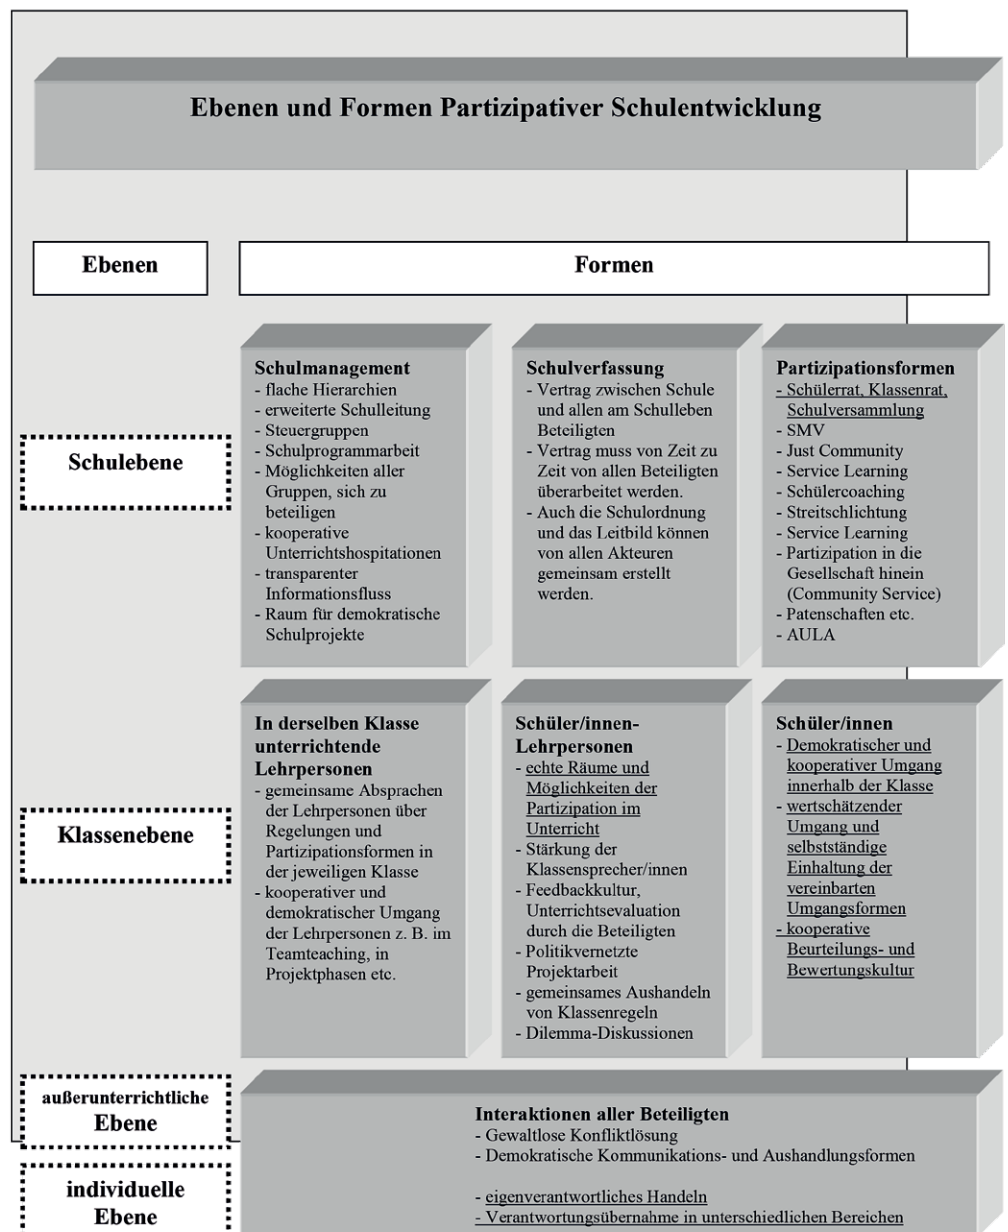 Ebenen und Formen Partizipativer Schulentwicklung
Ebenen
Formen
Schulebene
Schulmanagement
- flache Hierarchien
- erweiterte Schulleitung
- Steuergruppen
- Schulprogrammarbeit
- Möglichkeiten aller
Gruppen, sich zu
beteiligen
- kooperative
Unterrichtshospitationen
- transparenter
Informationsfluss
- Raum für demokratische
Schulprojekte
Schulverfassung
- Vertrag zwischen Schule
und allen am Schulleben
Beteiligten
- Vertrag muss von Zeit zu
Zeit von allen Beteiligten
überarbeitet werden.
- Auch die Schulordnung
und das Leitbild können
von allen Akteuren
gemeinsam erstellt
werden.
Partizipationsformen
- Schülerrat, Klassenrat,
Schulversammlung
- SMV
- Just Community
- Service Learning
- Schülercoaching
- Streitschlichtung
- Service Learning
- Partizipation in die
Gesellschaft hinein
(Community Service)
- Patenschaften etc.
- AULA
Klassenebene
In derselben Klasse
unterrichtende
Lehrpersonen
- gemeinsame Absprachen
der Lehrpersonen über
Regelungen und
Partizipationsformen in
der jeweiligen Klasse
- kooperativer und
demokratischer Umgang
der Lehrpersonen z. B. im
Teamteaching, in
Projektphasen etc.
Schüler/innen-
Lehrpersonen
- echte Räume und
Möglichkeiten der
Partizipation im
Unterricht
- Stärkung der
Klassensprecher/innen
- Feedbackkultur,
Unterrichtsevaluation
durch die Beteiligten
- Politikvernetzte
Projektarbeit
- gemeinsames Aushandeln
von Klassenregeln
- Dilemma-Diskussionen
Schüler/innen
- Demokratischer und
kooperativer Umgang
innerhalb der Klasse
- wertschätzender
Umgang und
selbstständige
Einhaltung der
vereinbarten
Umgangsformen
- kooperative
Beurteilungs- und
Bewertungskultur
außerunterrichtliche
Ebene
individuelle
Ebene
Interaktionen aller Beteiligten
- Gewaltlose Konfliktlösung
- Demokratische Kommunikations- und Aushandlungsformen
- eigenverantwortliches Handeln
- Verantwortungsübernahme in unterschiedlichen Bereichen